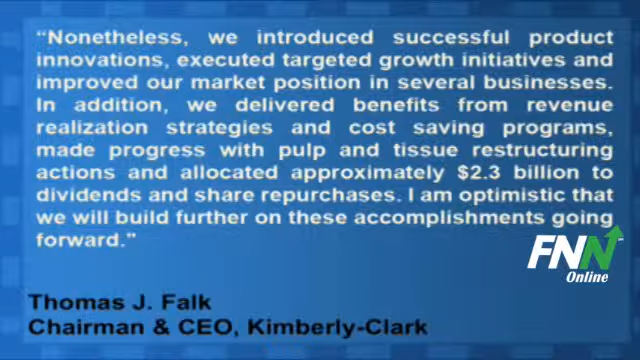 “Nonetheless, we introduced successful product
innovations, executed targeted growth initiatives and
improved our market position in several businesses.
In addition, we delivered benefits from revenue
realization strategies and cost saving programs,
made progress with pulp and tissue restructuring
actions and allocated approximately $2.3 billion to
dividends and share repurchases. I am optimistic that
we will build further on these accomplishments going
forward.”
FNN
Online
Thomas J. Falk
Chairman & CEO, Kimberly-Clark